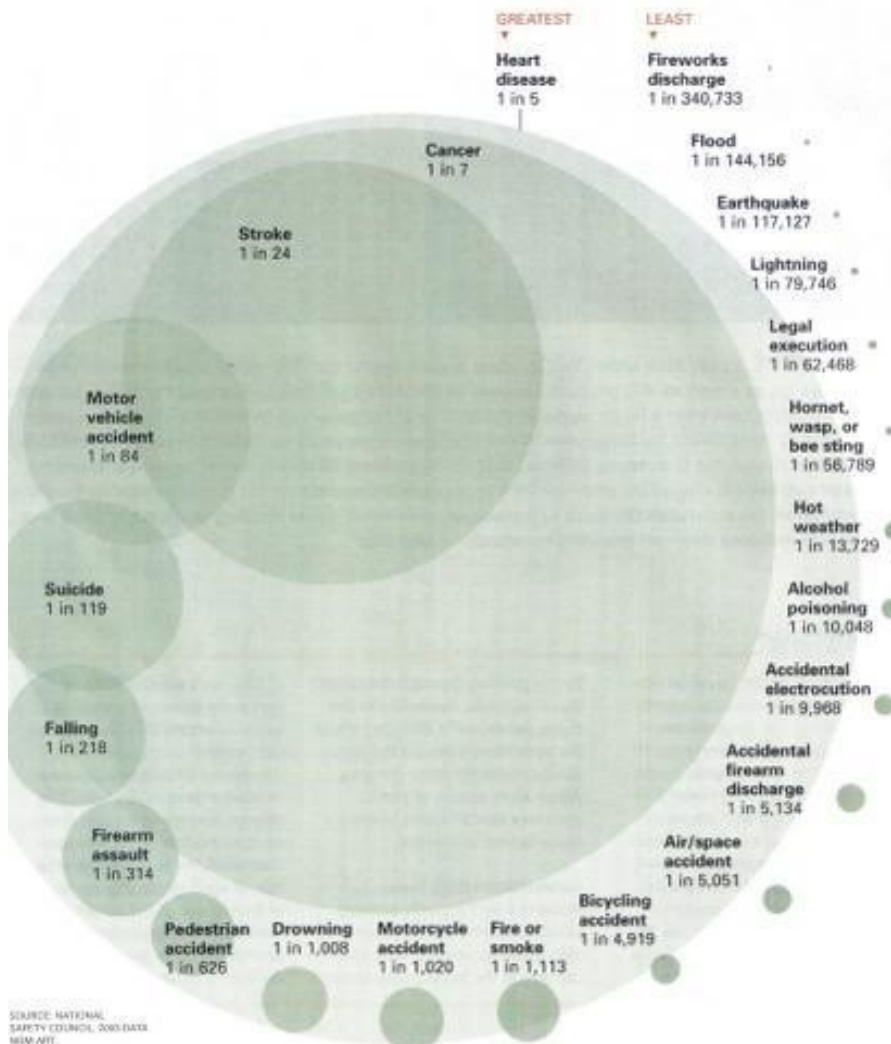 GREATEST
LEAST
Heart
disease
1 in 5
Fireworks
discharge
1 in 340,733
Cancer
1 in 7
Flood
1 in 144,156
Earthquake
1 in 117,127
Stroke
1 in 24
Lightning
1 in 79,746
Legal
execution
1 in 62,468
Motor
vehicle
accident
1 in 84
Hornet,
wasp, or
bee sting
1 in 56,789
Hot
weather
1 in 13,729
Suicide
1 in 119
Alcohol
poisoning
1 in 10,048
Accidental
electrocution
1 in 9,968
Falling
1 in 218
Accidental
firearm
discharge
1 in 5,134
Firearm
assault
1 in 314
Air/space
accident
1 in 5,051
Bicycling
accident
1 in 4,919
Pedestrian
accident
1 in 626
Drowning
1 in 1,008
Motorcycle
accident
1 in 1,020
Fire or
smoke
1 in 1,113
SOURCE: NATIONAL
SAFETY COUNCIL, 2003 DATA
NGM ART